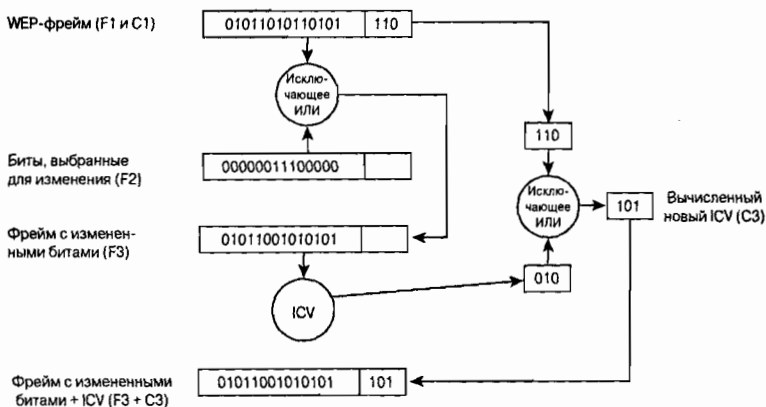 WEP-фрейм (F1 и C1)
01011010110101 110
Исклю-
чающее
ИЛИ
110
Биты, выбранные
для изменения (F2)
00000011100000
Исклю-
чающее
ИЛИ
101
Вычисленный
новый ICV (C3)
Фрейм с изменен-
ными битами (F3)
01011001010101
010
ICV
Фрейм с измененными
битами + ICV (F3 + C3)
01011001010101 101